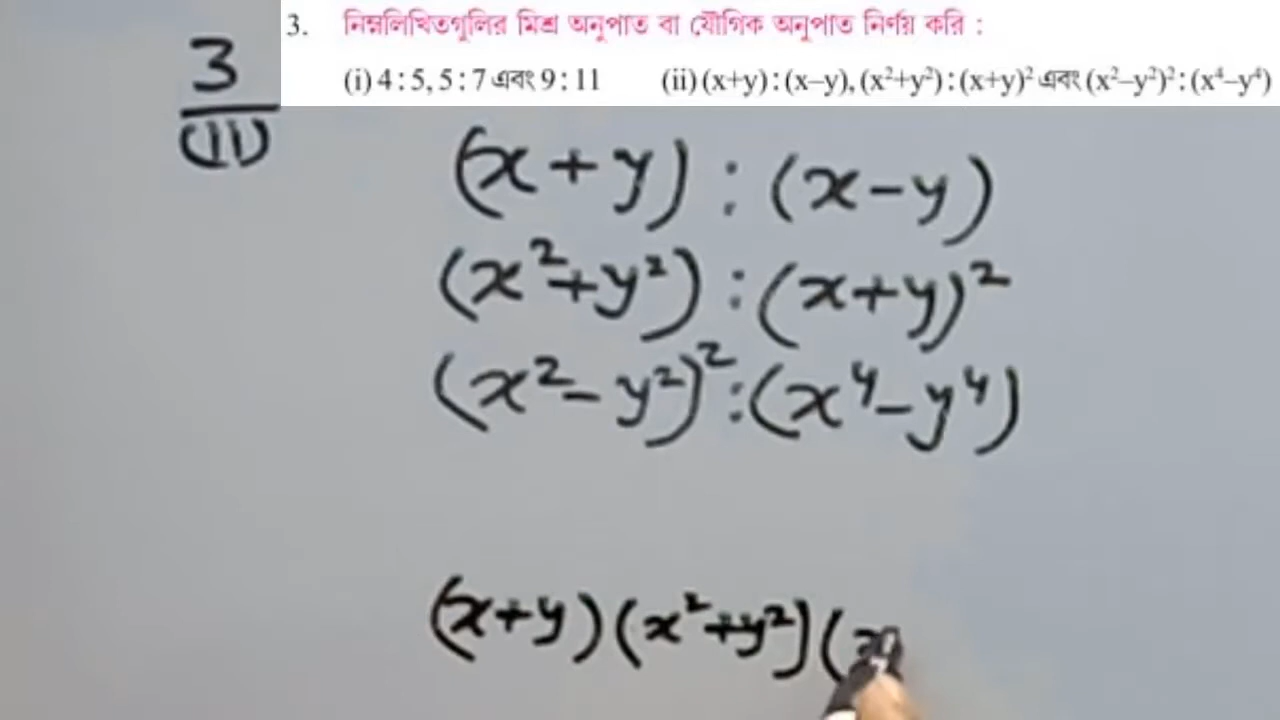 3. নিম্নলিখিতগুলির মিশ্র অনুপাত বা যৌগিক অনুপাত নির্ণয় করি :
(i) 4 : 5, 5 : 7 এবং 9 : 11 (ii) (x+y) : (x–y), (x²+y²) : (x+y)² এবং (x²–y²)² : (x⁴–y⁴)
3
(ii)
(x+y) : (x-y)
(x²+y²) : (x+y)²
(x²-y²)² : (x⁴-y⁴)
(x+y)(x²+y²)(x